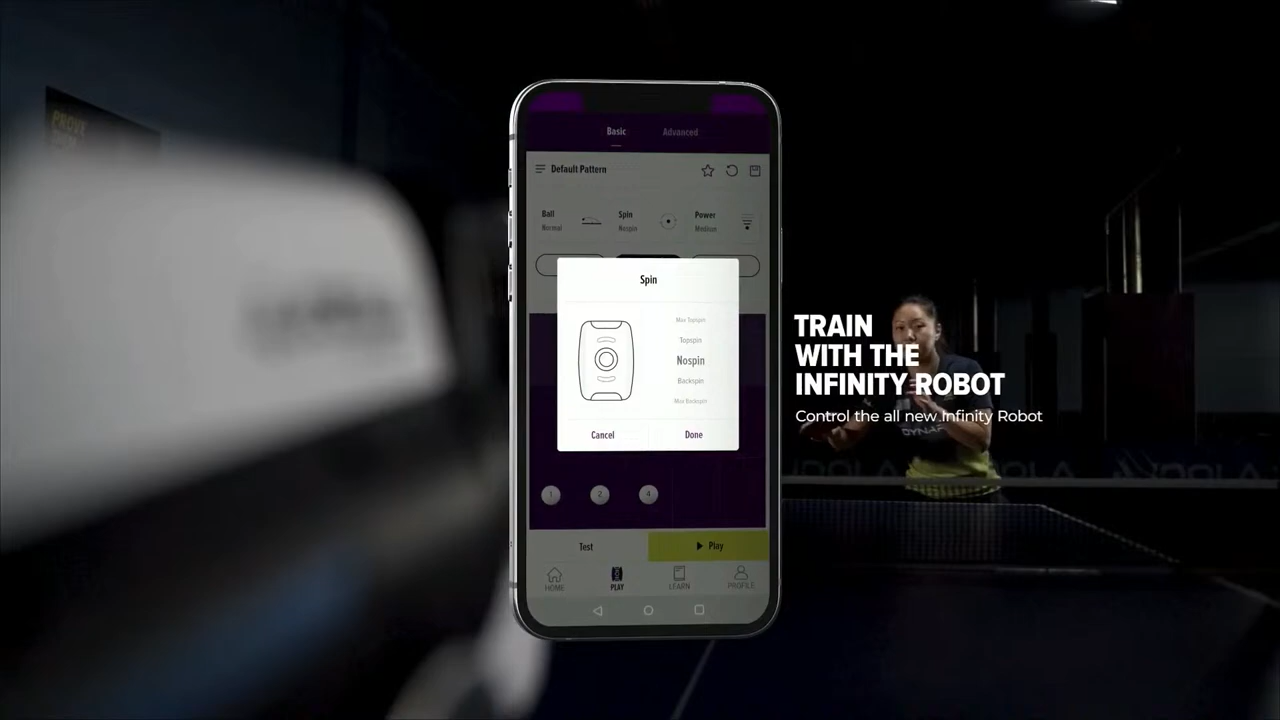 PROVE
Basic
Advanced
Default Pattern
Ball
Normal
Spin
Nospin
Power
Medium
Spin
Max Topspin
Topspin
Nospin
Backspin
Max Backspin
Cancel
Done
1
2
4
Test
Play
HOME
PLAY
LEARN
PROFILE
TRAIN
WITH THE
INFINITY ROBOT
Control the all new Infinity Robot
JOOLA